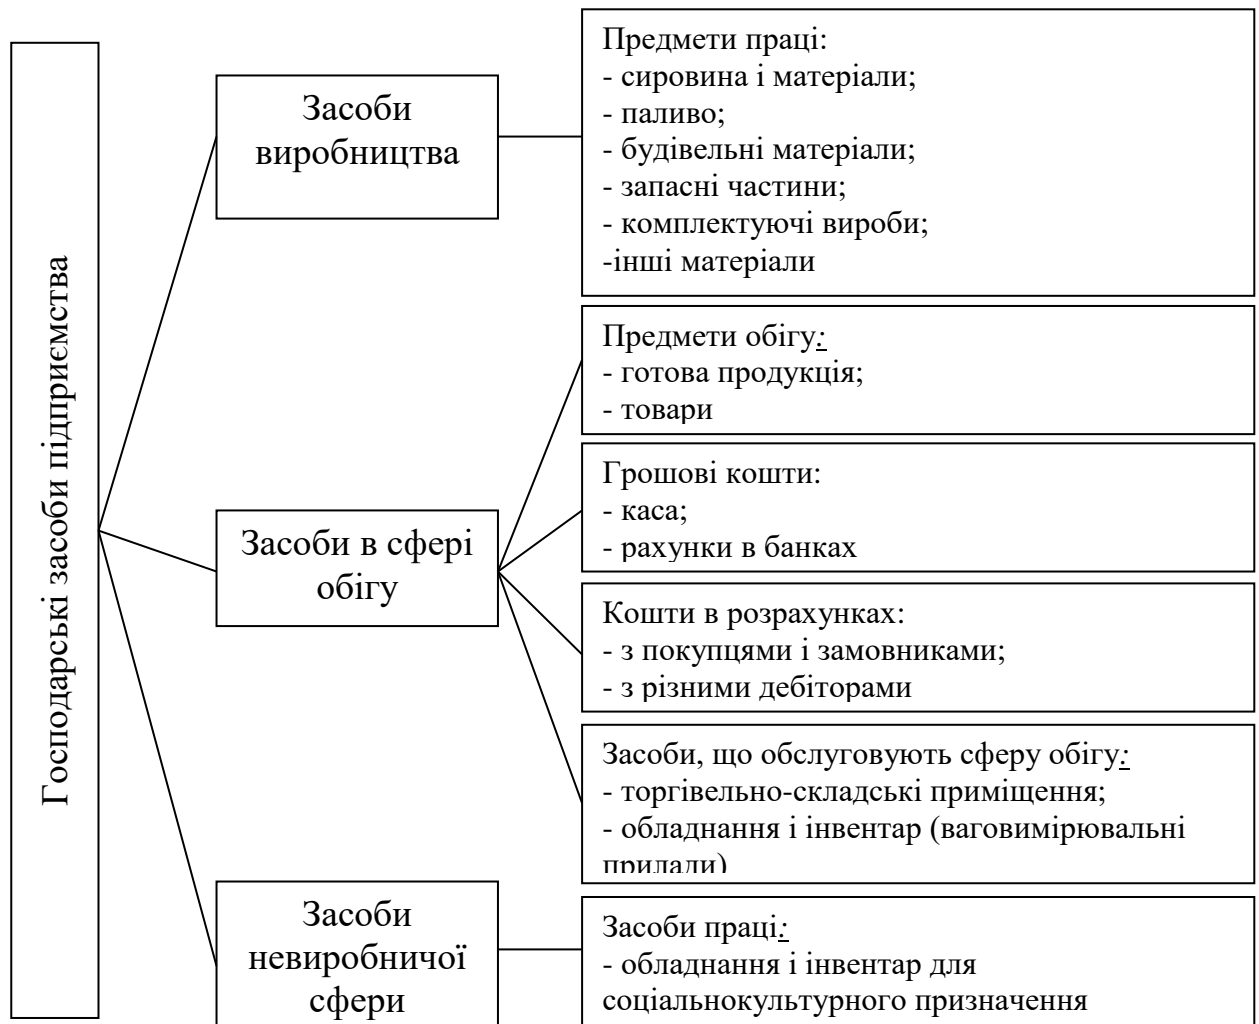 Господарські засоби підприємства
Засоби
виробництва
Предмети праці:
- сировина і матеріали;
- паливо;
- будівельні матеріали;
- запасні частини;
- комплектуючі вироби;
-інші матеріали
Засоби в сфері
обігу
Предмети обігу:
- готова продукція;
- товари
Грошові кошти:
- каса;
- рахунки в банках
Кошти в розрахунках:
- з покупцями і замовниками;
- з різними дебіторами
Засоби, що обслуговують сферу обігу:
- торгівельно-складські приміщення;
- обладнання і інвентар (ваговимірювальні
прилади)
Засоби
невиробничої
сфери
Засоби праці:
- обладнання і інвентар для
соціальнокультурного призначення